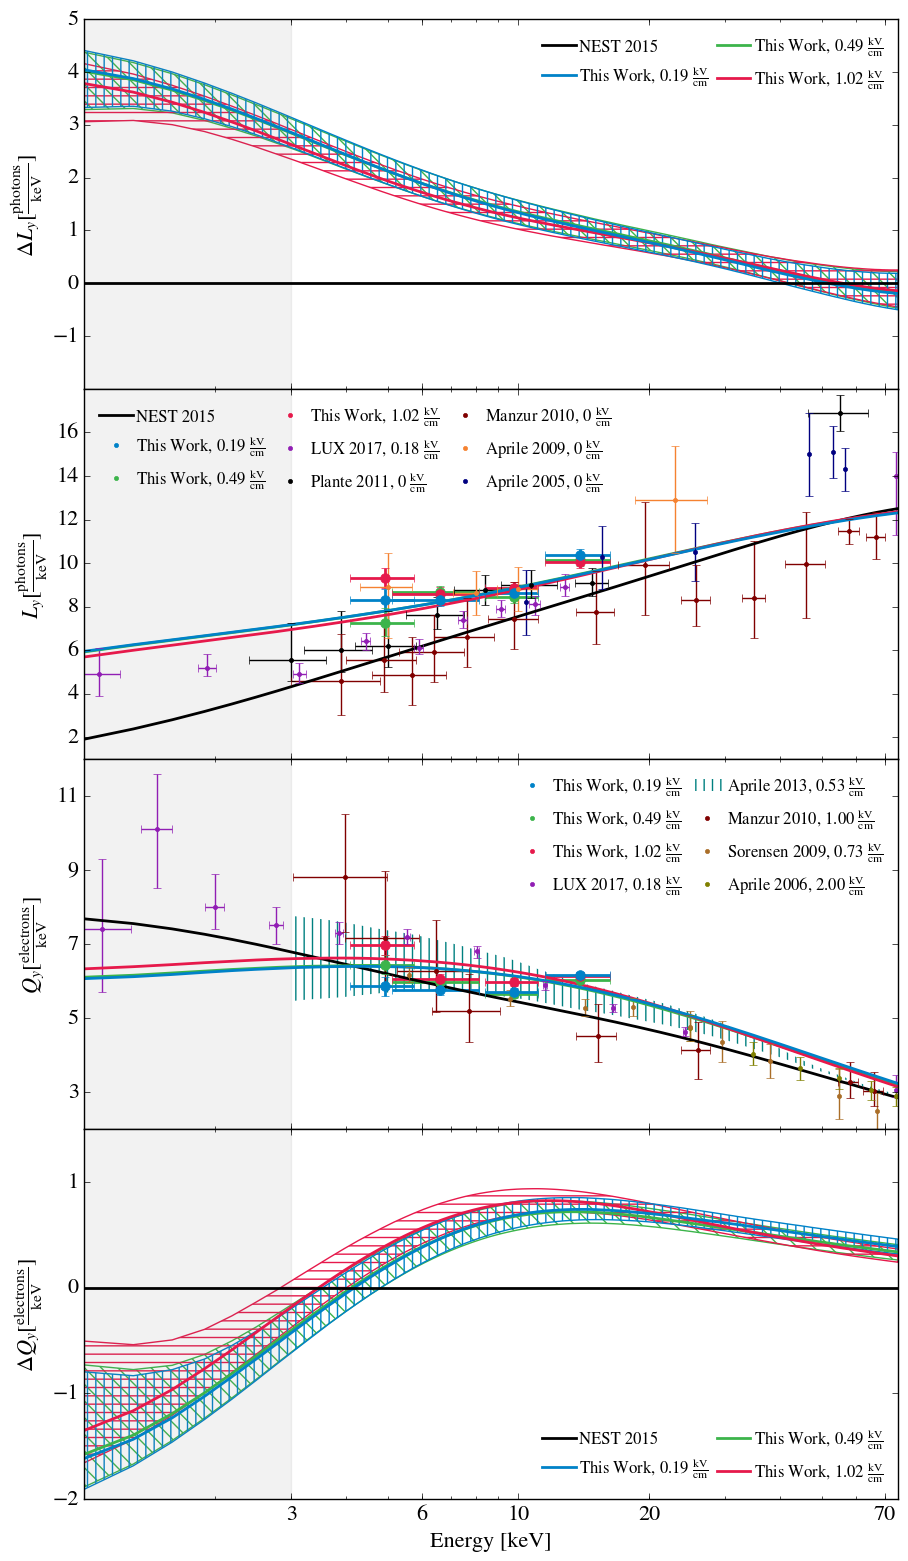 5
4
3
2
1
0
−1
ΔL_y[photons/keV]
NEST 2015
This Work, 0.19 kV/cm
This Work, 0.49 kV/cm
This Work, 1.02 kV/cm
16
14
12
10
8
6
4
2
L_y[photons/keV]
NEST 2015
This Work, 0.19 kV/cm
This Work, 0.49 kV/cm
This Work, 1.02 kV/cm
LUX 2017, 0.18 kV/cm
Plante 2011, 0 kV/cm
Manzur 2010, 0 kV/cm
Aprile 2009, 0 kV/cm
Aprile 2005, 0 kV/cm
11
9
7
5
3
Q_y[electrons/keV]
This Work, 0.19 kV/cm
This Work, 0.49 kV/cm
This Work, 1.02 kV/cm
LUX 2017, 0.18 kV/cm
Aprile 2013, 0.53 kV/cm
Manzur 2010, 1.00 kV/cm
Sorensen 2009, 0.73 kV/cm
Aprile 2006, 2.00 kV/cm
1
0
−1
−2
ΔQ_y[electrons/keV]
NEST 2015
This Work, 0.19 kV/cm
This Work, 0.49 kV/cm
This Work, 1.02 kV/cm
3
6
10
20
70
Energy [keV]